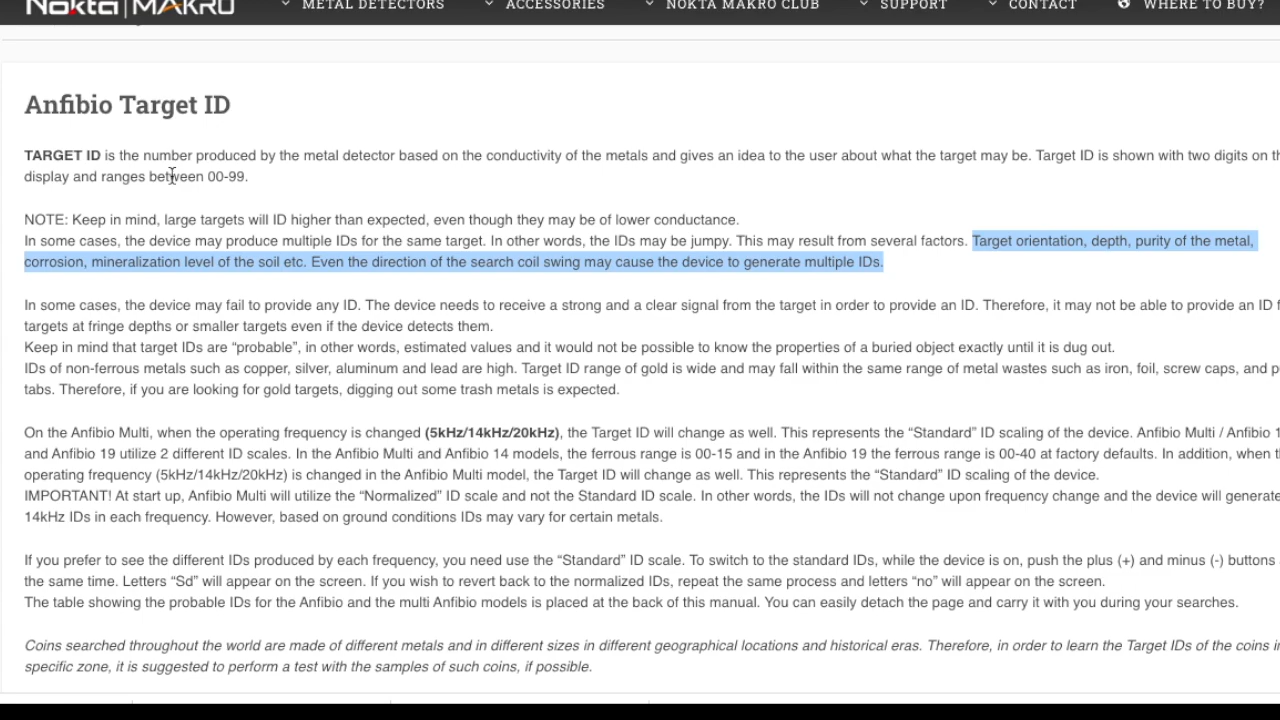 Nokta | MAKRO METAL DETECTORS ACCESSORIES NOKTA MAKRO CLUB SUPPORT CONTACT WHERE TO BUY?
Anfibio Target ID
TARGET ID is the number produced by the metal detector based on the conductivity of the metals and gives an idea to the user about what the target may be. Target ID is shown with two digits on
display and ranges between 00-99.
NOTE: Keep in mind, large targets will ID higher than expected, even though they may be of lower conductance.
In some cases, the device may produce multiple IDs for the same target. In other words, the IDs may be jumpy. This may result from several factors. Target orientation, depth, purity of the metal,
corrosion, mineralization level of the soil etc. Even the direction of the search coil swing may cause the device to generate multiple IDs.
In some cases, the device may fail to provide any ID. The device needs to receive a strong and a clear signal from the target in order to provide an ID. Therefore, it may not be able to provide an ID
targets at fringe depths or smaller targets even if the device detects them.
Keep in mind that target IDs are “probable”, in other words, estimated values and it would not be possible to know the properties of a buried object exactly until it is dug out.
IDs of non-ferrous metals such as copper, silver, aluminum and lead are high. Target ID range of gold is wide and may fall within the same range of metal wastes such as iron, foil, screw caps, and
tabs. Therefore, if you are looking for gold targets, digging out some trash metals is expected.
On the Anfibio Multi, when the operating frequency is changed (5kHz/14kHz/20kHz), the Target ID will change as well. This represents the “Standard” ID scaling of the device. Anfibio Multi / Anfibio
and Anfibio 19 utilize 2 different ID scales. In the Anfibio Multi and Anfibio 14 models, the ferrous range is 00-15 and in the Anfibio 19 the ferrous range is 00-40 at factory defaults. In addition, when
operating frequency (5kHz/14kHz/20kHz) is changed in the Anfibio Multi model, the Target ID will change as well. This represents the “Standard” ID scaling of the device.
IMPORTANT! At start up, Anfibio Multi will utilize the “Normalized” ID scale and not the Standard ID scale. In other words, the IDs will not change upon frequency change and the device will generate
14kHz IDs in each frequency. However, based on ground conditions IDs may vary for certain metals.
If you prefer to see the different IDs produced by each frequency, you need use the “Standard” ID scale. To switch to the standard IDs, while the device is on, push the plus (+) and minus (-) buttons
the same time. Letters “Sd” will appear on the screen. If you wish to revert back to the normalized IDs, repeat the same process and letters “no” will appear on the screen.
The table showing the probable IDs for the Anfibio and the multi Anfibio models is placed at the back of this manual. You can easily detach the page and carry it with you during your searches.
Coins searched throughout the world are made of different metals and in different sizes in different geographical locations and historical eras. Therefore, in order to learn the Target IDs of the coins
specific zone, it is suggested to perform a test with the samples of such coins, if possible.